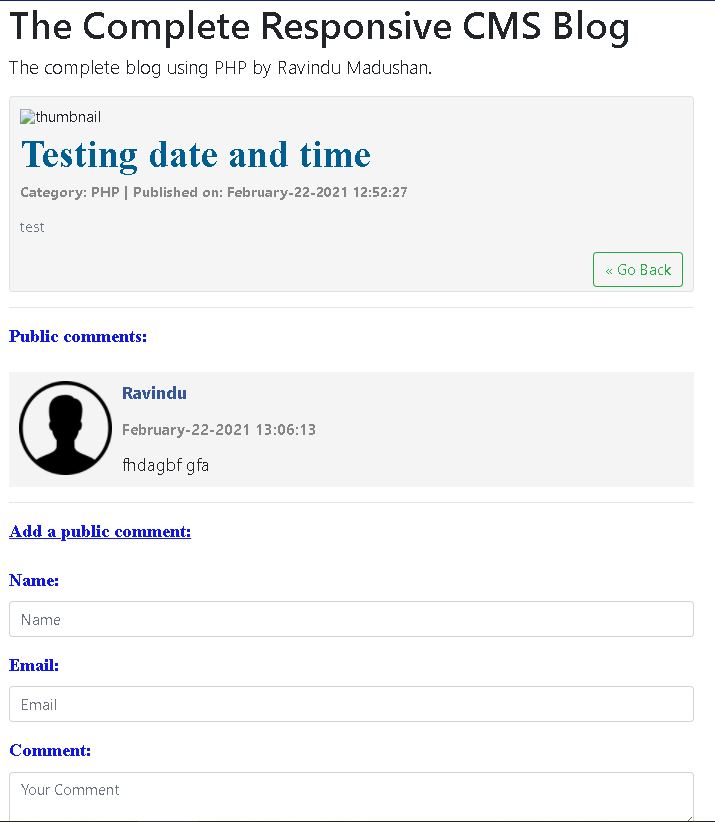 The Complete Responsive CMS Blog
The complete blog using PHP by Ravindu Madushan.
thumbnail
Testing date and time
Category: PHP | Published on: February-22-2021 12:52:27
test
« Go Back
Public comments:
Ravindu
February-22-2021 13:06:13
fhdagbf gfa
Add a public comment:
Name:
Name
Email:
Email
Comment:
Your Comment